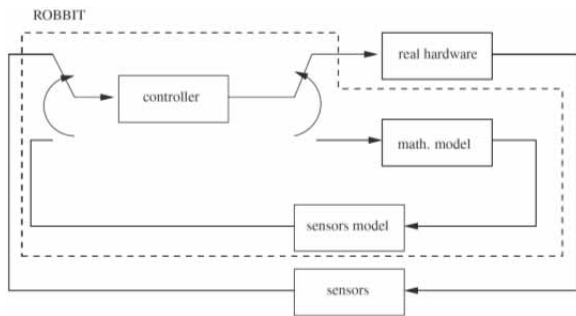 ROBBIT
real hardware
controller
math. model
sensors model
sensors